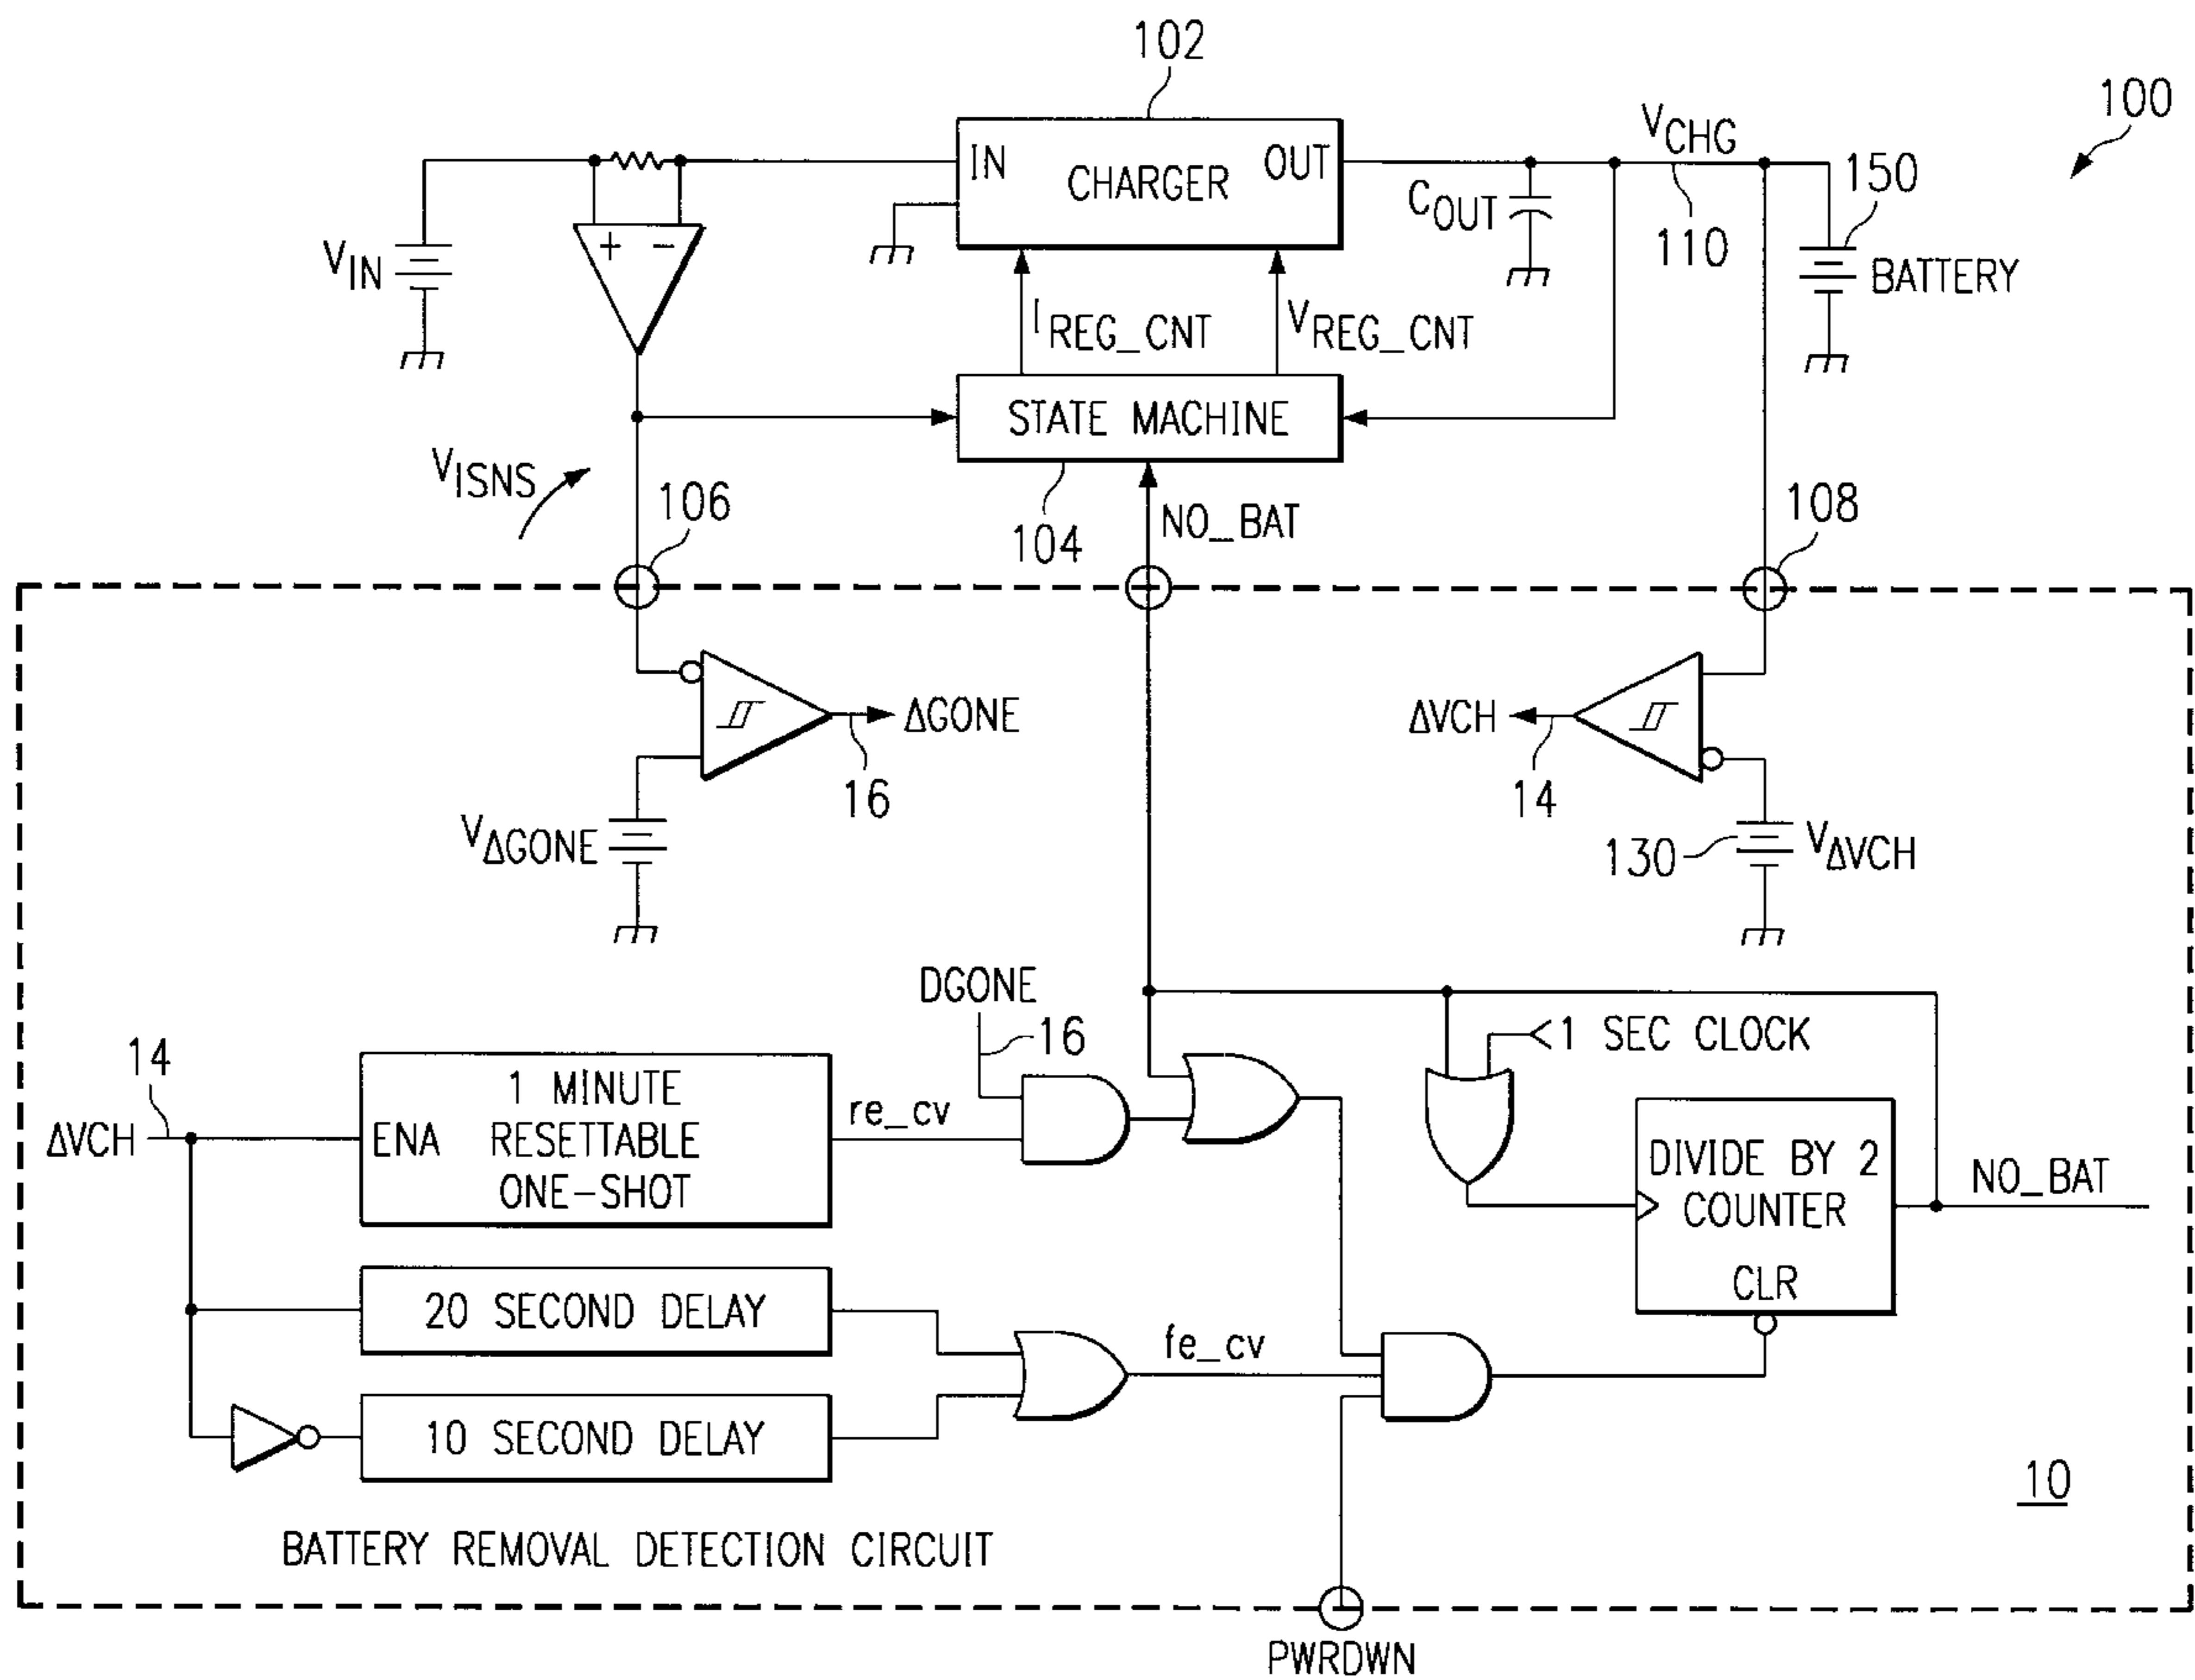 102
100
V_CHG
IN
OUT
CHARGER
150
C_OUT
110
V_IN
BATTERY
I_REG_CNT
V_REG_CNT
STATE MACHINE
V_ISNS
106
104
NO_BAT
108
ΔGONE
ΔVCH
16
14
V_ΔGONE
130
V_ΔVCH
DGONE
16
1 SEC CLOCK
14
1 MINUTE
RESETTABLE
ONE-SHOT
ΔVCH
ENA
re_cv
DIVIDE BY 2
COUNTER
CLR
NO_BAT
20 SECOND DELAY
fe_cv
10 SECOND DELAY
10
BATTERY REMOVAL DETECTION CIRCUIT
PWRDWN